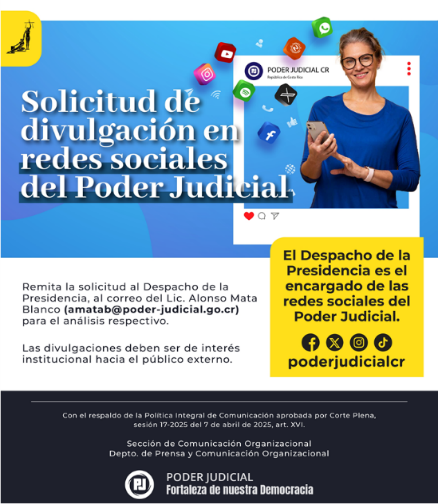 PODER JUDICIAL CR
República de Costa Rica
Solicitud de
divulgación en
redes sociales
del Poder Judicial
El Despacho de la
Presidencia es el
encargado de las
redes sociales del
Poder Judicial.
poderjudicialcr
Remita la solicitud al Despacho de la
Presidencia, al correo del Lic. Alonso Mata
Blanco (amatab@poder-judicial.go.cr)
para el análisis respectivo.
Las divulgaciones deben ser de interés
institucional hacia el público externo.
Con el respaldo de la Política Integral de Comunicación aprobada por Corte Plena,
sesión 17-2025 del 7 de abril de 2025, art. XVI.
Sección de Comunicación Organizacional
Depto. de Prensa y Comunicación Organizacional
PJ
PODER JUDICIAL
Fortaleza de nuestra Democracia